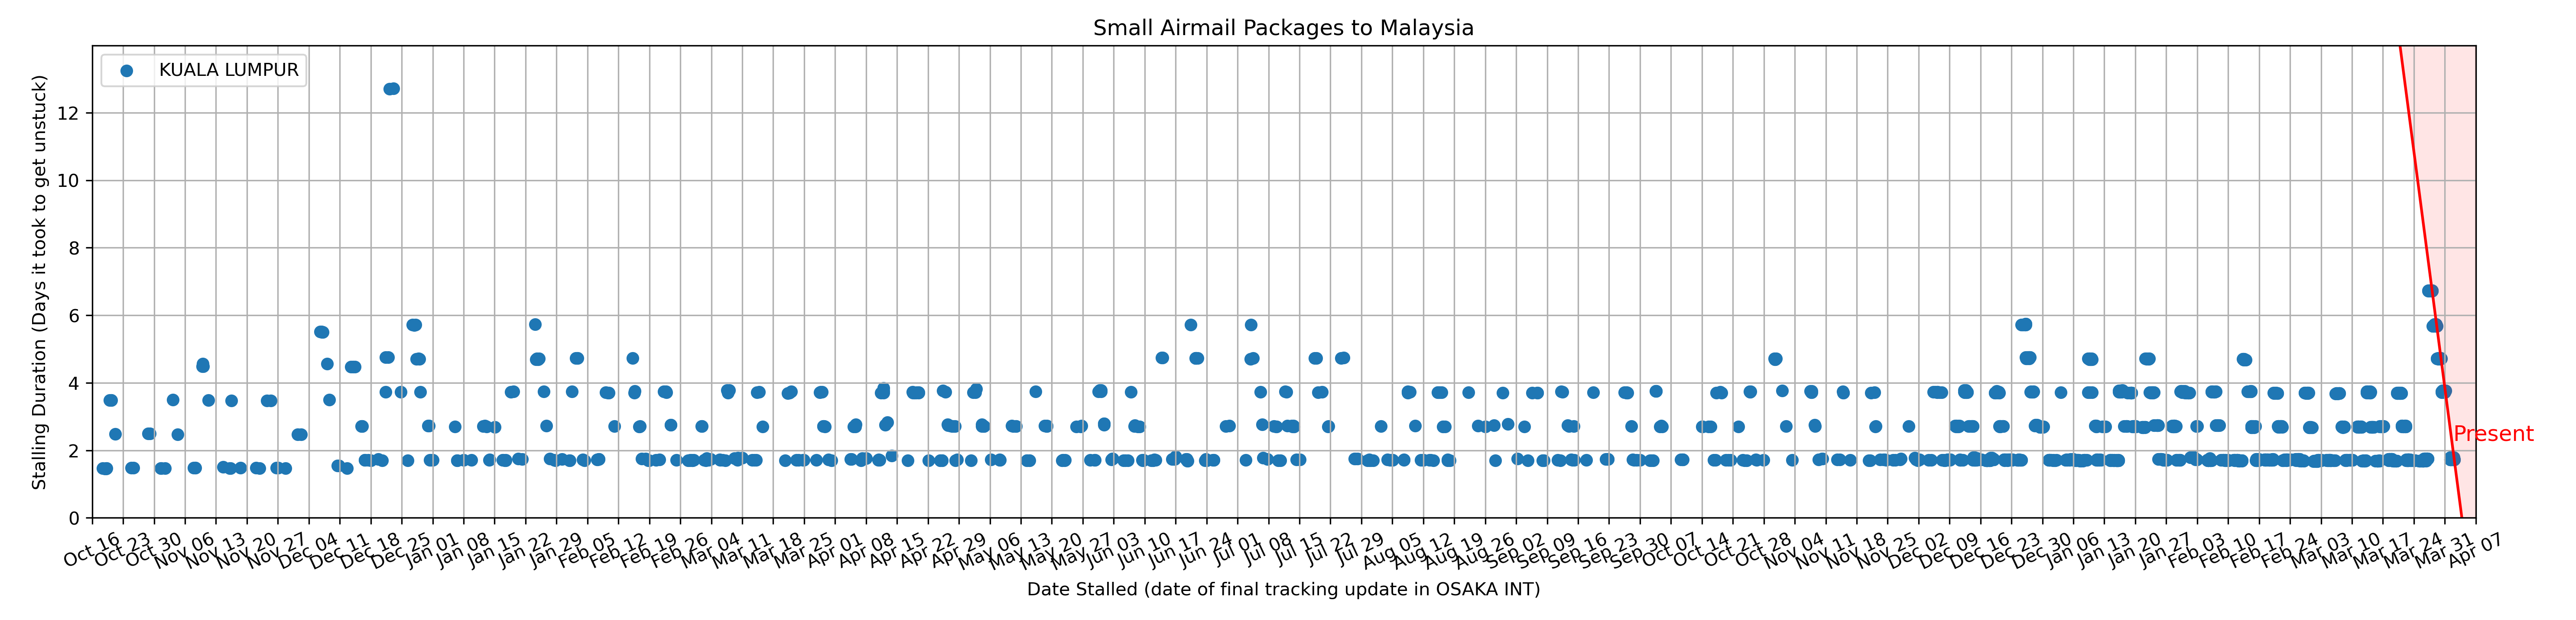 Small Airmail Packages to Malaysia
KUALA LUMPUR
Stalling Duration (Days it took to get unstuck)
12
10
8
6
4
2
0
Present
Oct 16
Oct 23
Oct 30
Nov 06
Nov 13
Nov 20
Nov 27
Dec 04
Dec 11
Dec 18
Dec 25
Jan 01
Jan 08
Jan 15
Jan 22
Jan 29
Feb 05
Feb 12
Feb 19
Feb 26
Mar 04
Mar 11
Mar 18
Mar 25
Apr 01
Apr 08
Apr 15
Apr 22
Apr 29
May 06
May 13
May 20
May 27
Jun 03
Jun 10
Jun 17
Jun 24
Jul 01
Jul 08
Jul 15
Jul 22
Jul 29
Aug 05
Aug 12
Aug 19
Aug 26
Sep 02
Sep 09
Sep 16
Sep 23
Sep 30
Oct 07
Oct 14
Oct 21
Oct 28
Nov 04
Nov 11
Nov 18
Nov 25
Dec 02
Dec 09
Dec 16
Dec 23
Dec 30
Jan 06
Jan 13
Jan 20
Jan 27
Feb 03
Feb 10
Feb 17
Feb 24
Mar 03
Mar 10
Mar 17
Mar 24
Mar 31
Apr 07
Date Stalled (date of final tracking update in OSAKA INT)